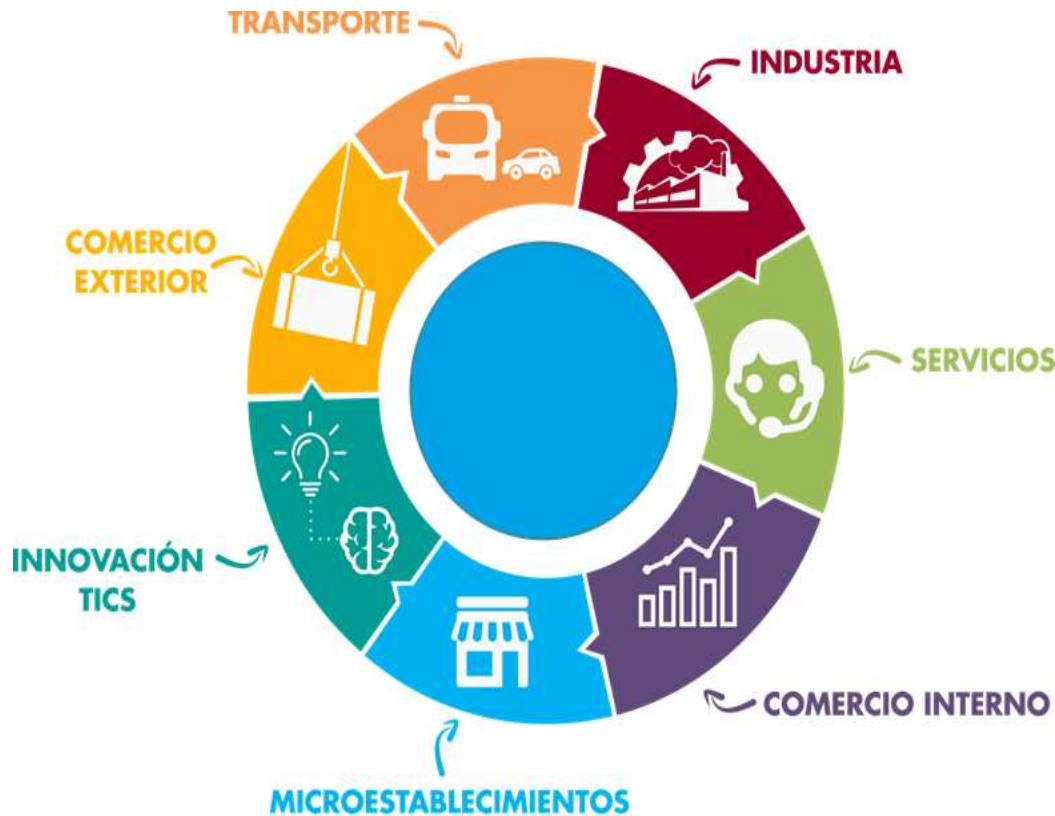 TRANSPORTE
INDUSTRIA
COMERCIO
EXTERIOR
SERVICIOS
INNOVACIÓN
TICS
COMERCIO INTERNO
MICROESTABLECIMIENTOS